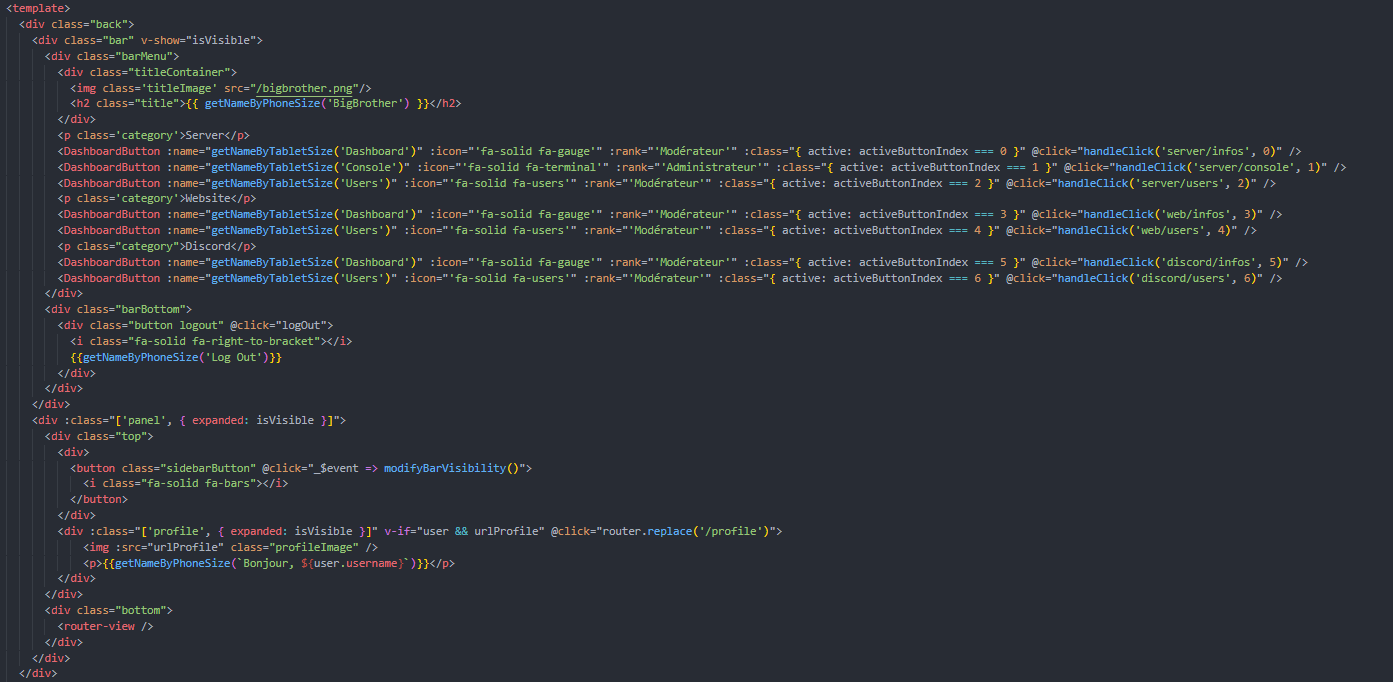 <template>
<div class="back">
<div class="bar" v-show="isVisible">
<div class="barMenu">
<div class="titleContainer">
<img class='titleImage' src="/bigbrother.png"/>
<h2 class="title">{{ getNameByPhoneSize('BigBrother') }}</h2>
</div>
<p class='category'>Server</p>
<DashboardButton :name="getNameByTabletSize('Dashboard')" :icon="'fa-solid fa-gauge'" :rank="'Modérateur'" :class="{ active: activeButtonIndex === 0 }" @click="handleClick('server/infos', 0)" />
<DashboardButton :name="getNameByTabletSize('Console')" :icon="'fa-solid fa-terminal'" :rank="'Administrateur'" :class="{ active: activeButtonIndex === 1 }" @click="handleClick('server/console', 1)" />
<DashboardButton :name="getNameByTabletSize('Users')" :icon="'fa-solid fa-users'" :rank="'Modérateur'" :class="{ active: activeButtonIndex === 2 }" @click="handleClick('server/users', 2)" />
<p class='category'>Website</p>
<DashboardButton :name="getNameByTabletSize('Dashboard')" :icon="'fa-solid fa-gauge'" :rank="'Modérateur'" :class="{ active: activeButtonIndex === 3 }" @click="handleClick('web/infos', 3)" />
<DashboardButton :name="getNameByTabletSize('Users')" :icon="'fa-solid fa-users'" :rank="'Modérateur'" :class="{ active: activeButtonIndex === 4 }" @click="handleClick('web/users', 4)" />
<p class="category">Discord</p>
<DashboardButton :name="getNameByTabletSize('Dashboard')" :icon="'fa-solid fa-gauge'" :rank="'Modérateur'" :class="{ active: activeButtonIndex === 5 }" @click="handleClick('discord/infos', 5)" />
<DashboardButton :name="getNameByTabletSize('Users')" :icon="'fa-solid fa-users'" :rank="'Modérateur'" :class="{ active: activeButtonIndex === 6 }" @click="handleClick('discord/users', 6)" />
</div>
<div class="barBottom">
<div class="button logout" @click="logOut">
<i class="fa-solid fa-right-to-bracket"></i>
{{getNameByPhoneSize('Log Out')}}
</div>
</div>
</div>
<div :class="['panel', { expanded: isVisible }]">
<div class="top">
<div>
<button class="sidebarButton" @click="_$event => modifyBarVisibility()">
<i class="fa-solid fa-bars"></i>
</button>
</div>
<div :class="['profile', { expanded: isVisible }]" v-if="user && urlProfile" @click="router.replace('/profile')">
<img :src="urlProfile" class="profileImage" />
<p>{{getNameByPhoneSize(`Bonjour, ${user.username}`)}}</p>
</div>
</div>
<div class="bottom">
<router-view />
</div>
</div>
</div>